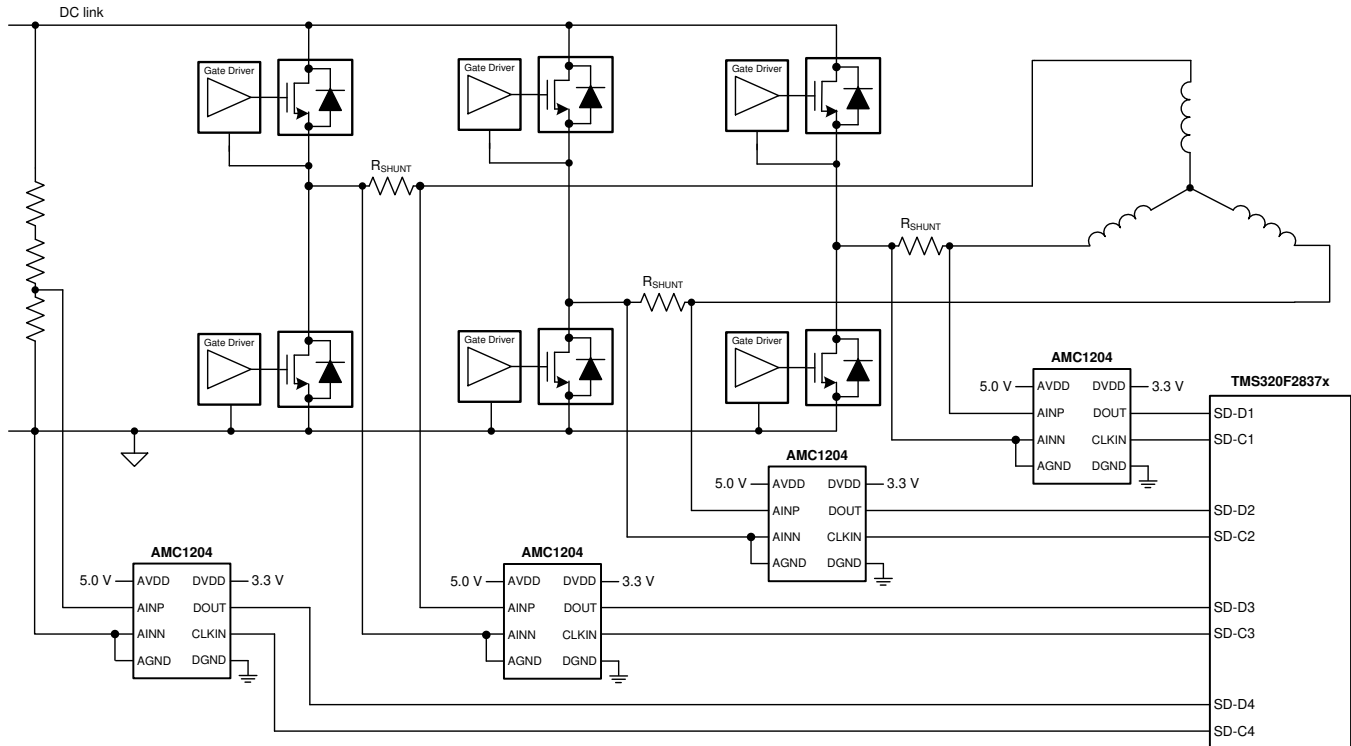 DC link
Gate Driver
Gate Driver
Gate Driver
RSHUNT
RSHUNT
RSHUNT
Gate Driver
Gate Driver
Gate Driver
AMC1204
5.0 V AVDD DVDD 3.3 V
AINP DOUT
AINN CLKIN
AGND DGND
TMS320F2837x
SD-D1
SD-C1
SD-D2
SD-C2
SD-D3
SD-C3
SD-D4
SD-C4
AMC1204
5.0 V AVDD DVDD 3.3 V
AINP DOUT
AINN CLKIN
AGND DGND
AMC1204
5.0 V AVDD DVDD 3.3 V
AINP DOUT
AINN CLKIN
AGND DGND
AMC1204
5.0 V AVDD DVDD 3.3 V
AINP DOUT
AINN CLKIN
AGND DGND